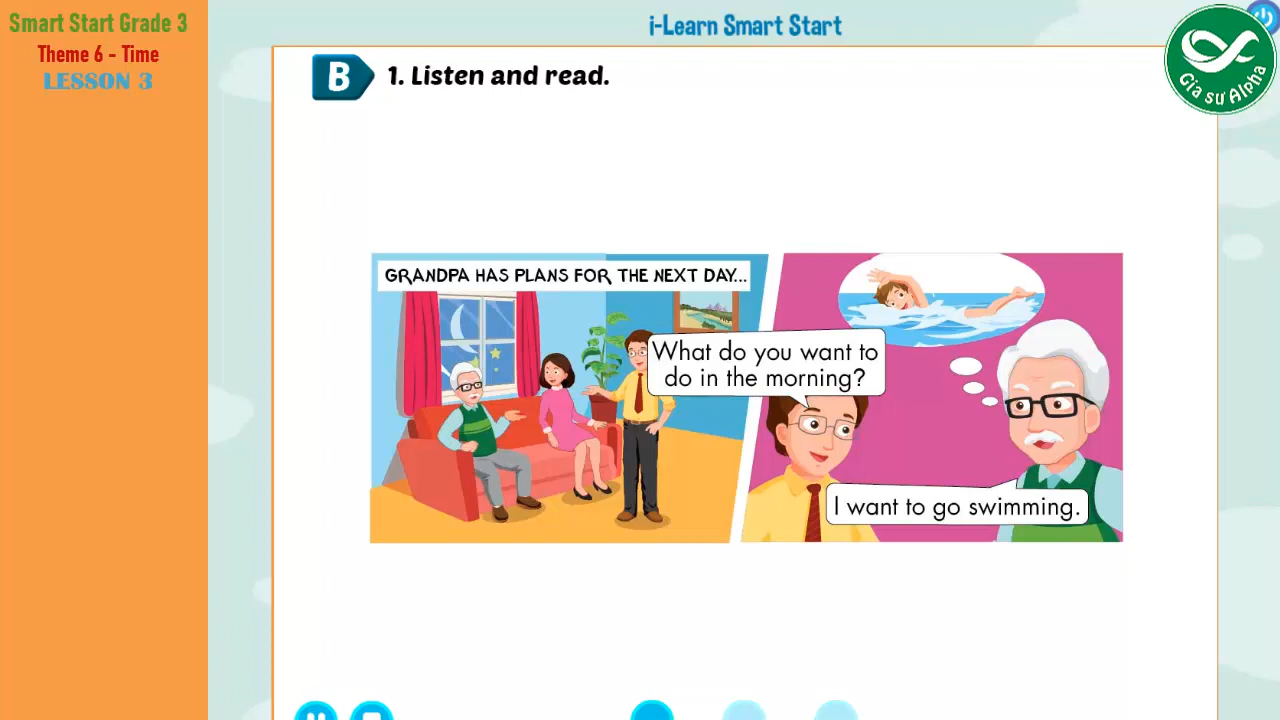 Smart Start Grade 3
Theme 6 - Time
LESSON 3
i-Learn Smart Start
Gia sư Alpha
B
1. Listen and read.
GRANDPA HAS PLANS FOR THE NEXT DAY...
What do you want to
do in the morning?
I want to go swimming.